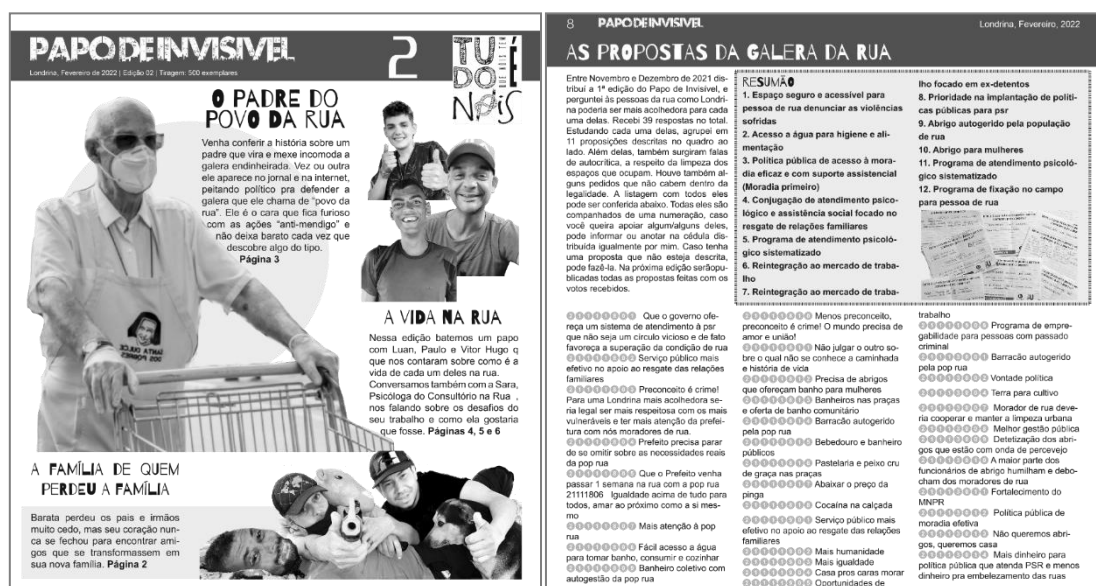 PAPO DE INVISIVEL
2
TU
DO
NÓIS
É
QUE NOIS TEM
Londrina, Fevereiro de 2022 | Edição 02 | Tiragem: 500 exemplares
O PADRE DO
POVO DA RUA
Venha conferir a história sobre um
padre que vira e mexe incomoda a
galera endinheirada. Vez ou outra
ele aparece no jornal e na internet,
peitando político pra defender a
galera que ele chama de “povo da
rua”. Ele é o cara que fica furioso
com as ações “anti-mendigo” e
não deixa barato cada vez que
descobre algo do tipo.
Página 3
SANTA DULCE
DOS POBRES
A VIDA NA RUA
Nessa edição batemos um papo
com Luan, Paulo e Vitor Hugo q
que nos contaram sobre como é a
vida de cada um deles na rua.
Conversamos também com a Sara,
Psicóloga do Consultório na Rua ,
nos falando sobre os desafios do
seu trabalho e como ela gostaria
que fosse. Páginas 4, 5 e 6
A FAMÍLIA DE QUEM
PERDEU A FAMÍLIA
Barata perdeu os pais e irmãos
muito cedo, mas seu coração nun-
ca se fechou para encontrar ami-
gos que se transformassem em
sua nova família. Página 2
8 PAPO DE INVISIVEL
Londrina, Fevereiro, 2022
AS PROPOSTAS DA GALERA DA RUA
Entre Novembro e Dezembro de 2021 dis-
tribui a 1ª edição do Papo de Invisível, e
perguntei às pessoas da rua como Londri-
na poderia ser mais acolhedora para cada
uma delas. Recebi 39 respostas no total.
Estudando cada uma delas, agrupei em
11 proposições descritas no quadro ao
lado. Além delas, também surgiram falas
de autocrítica, a respeito da limpeza dos
espaços que ocupam. Houve também al-
guns pedidos que não cabem dentro da
legalidade. A listagem com todos eles
pode ser conferida abaixo. Todas eles são
companhados de uma numeração, caso
você queira apoiar algum/alguns deles,
pode informar ou anotar na cédula dis-
tribuída igualmente por mim. Caso tenha
uma proposta que não esteja descrita,
pode fazê-la. Na próxima edição serãopu-
blicadas todas as propostas feitas com os
votos recebidos.
RESUMÃO
1. Espaço seguro e acessível para
pessoa de rua denunciar as violências
sofridas
2. Acesso a água para higiene e ali-
mentação
3. Política pública de acesso à mora-
dia eficaz e com suporte assistencial
(Moradia primeiro)
4. Conjugação de atendimento psico-
lógico e assistência social focado no
resgate de relações familiares
5. Programa de atendimento psicoló-
gico sistematizado
6. Reintegração ao mercado de traba-
lho
7. Reintegração ao mercado de traba-
lho focado em ex-detentos
8. Prioridade na implantação de políti-
cas públicas para psr
9. Abrigo autogerido pela população
de rua
10. Abrigo para mulheres
11. Programa de atendimento psicoló-
gico sistematizado
12. Programa de fixação no campo
para pessoa de rua
Que o governo ofe-
reça um sistema de atendimento à psr
que não seja um circulo vicioso e de fato
favoreça a superação da condição de rua
Serviço público mais
efetivo no apoio ao resgate das relações
familiares
Preconceito é crime!
Para uma Londrina mais acolhedora se-
ria legal ser mais respeitosa com os mais
vulneráveis e ter mais atenção da prefei-
tura com nós moradores de rua.
Prefeito precisa parar
de se omitir sobre as necessidades reais
da pop rua
Que o Prefeito venha
passar 1 semana na rua com a pop rua
21111806 Igualdade acima de tudo para
todos, amar ao próximo como a si mes-
mo
Mais atenção à pop
rua
Fácil acesso a água
para tomar banho, consumir e cozinhar
Banheiro coletivo com
autogestão da pop rua
Menos preconceito,
preconceito é crime! O mundo precisa de
amor e união!
Não julgar o outro so-
bre o qual não se conhece a caminhada
e história de vida
Precisa de abrigos
que ofereçam banho para mulheres
Banheiros nas praças
e oferta de banho comunitário
Barracão autogerido
pela pop rua
Bebedouro e banheiro
públicos
Pastelaria e peixo cru
de graça nas praças
Abaixar o preço da
pinga
Cocaína na calçada
Serviço público mais
efetivo no apoio ao resgate das relações
familiares
Mais humanidade
Mais igualdade
Casa pros caras morar
Oportunidades de
trabalho
Programa de empre-
gabilidade para pessoas com passado
criminal
Barracão autogerido
pela pop rua
Vontade política
Terra para cultivo
Morador de rua deve-
ria cooperar e manter a limpeza urbana
Melhor gestão pública
Detetização dos abri-
gos que estão com onda de percevejo
A maior parte dos
funcionários de abrigo humilham e debo-
cham dos moradores de rua
Fortalecimento do
MNPR
Política pública de
moradia efetiva
Não queremos abri-
gos, queremos casa
Mais dinheiro para
política pública que atenda PSR e menos
dinheiro pra embelezamento das ruas